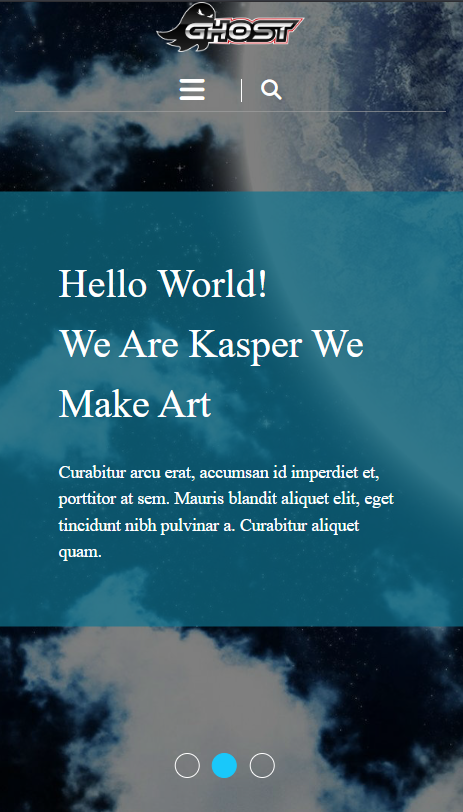 GHOST
Hello World!
We Are Kasper We
Make Art
Curabitur arcu erat, accumsan id imperdiet et,
porttitor at sem. Mauris blandit aliquet elit, eget
tincidunt nibh pulvinar a. Curabitur aliquet
quam.